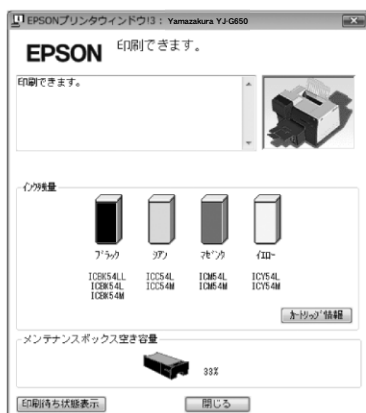 EPSONプリンタウィンドウ!3 : Yamazakura YJ-G650
EPSON
印刷できます。
印刷できます。
インク残量
ブラック シアン マゼンタ イエロー
ICBK54LL ICC54L ICM54L ICY54L
ICBK54L ICC54M ICM54M ICY54M
ICBK54M
カートリッジ情報
メンテナンスボックス空き容量
33%
印刷待ち状態表示
閉じる